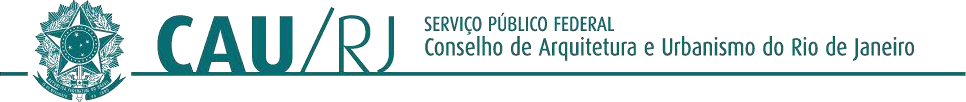 CAU/RJ
SERVIÇO PÚBLICO FEDERAL
Conselho de Arquitetura e Urbanismo do Rio de Janeiro